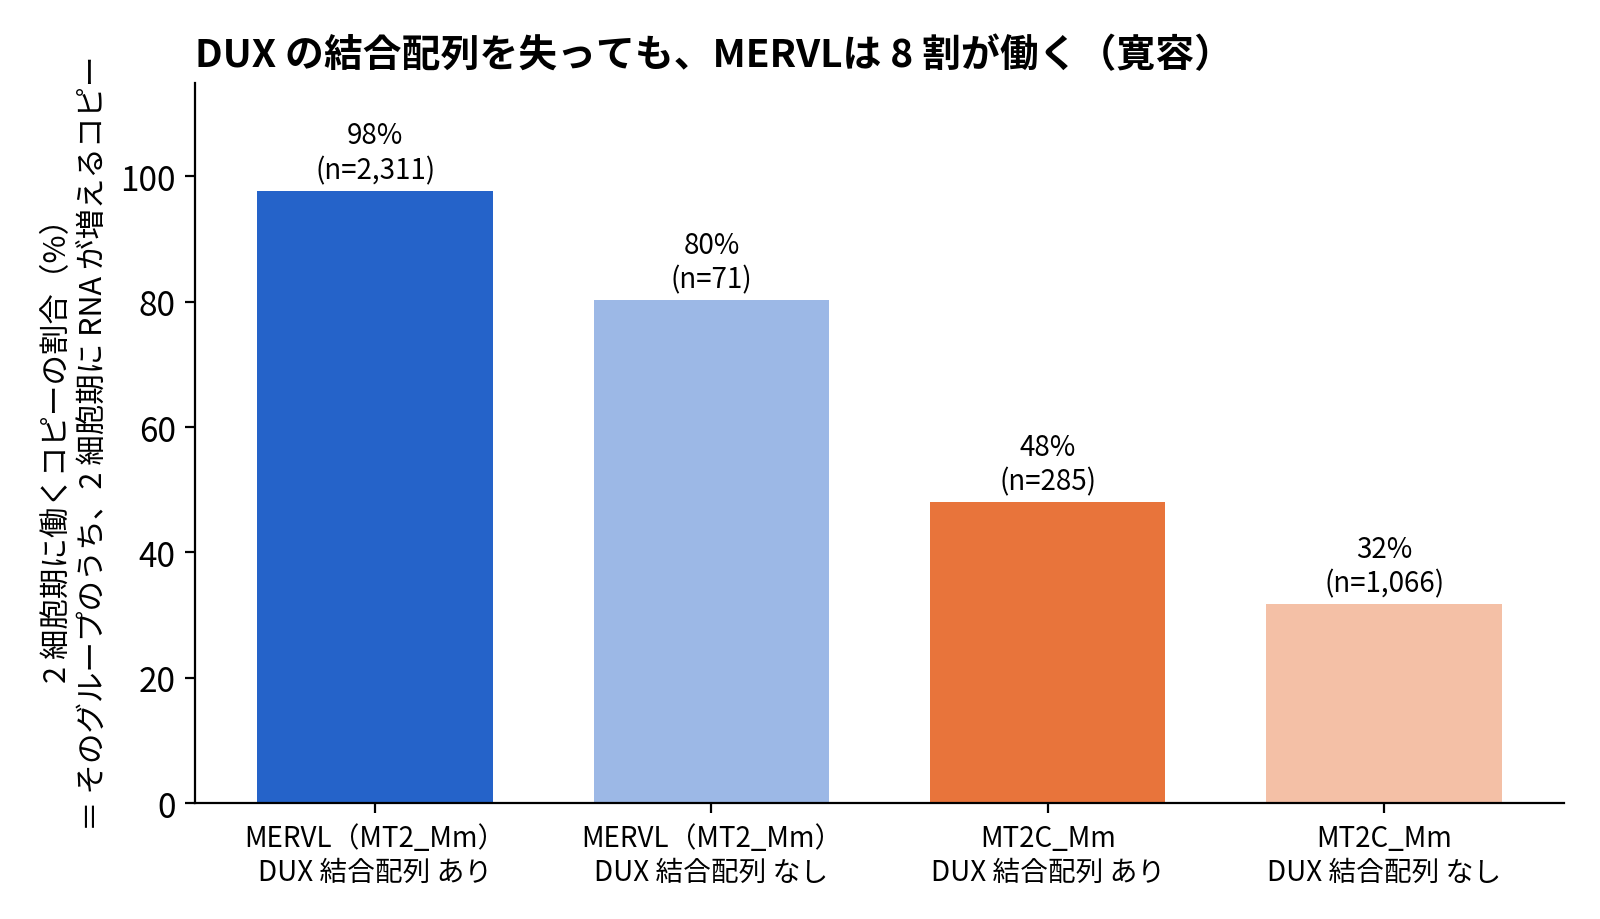 DUX の結合配列を失っても、MERVLは 8 割が働く（寛容）
2 細胞期に働くコピーの割合（%）
＝ そのグループのうち、2 細胞期に RNA が増えるコピー
100
80
60
40
20
0
98%
(n=2,311)
80%
(n=71)
48%
(n=285)
32%
(n=1,066)
MERVL（MT2_Mm）
DUX 結合配列 あり
MERVL（MT2_Mm）
DUX 結合配列 なし
MT2C_Mm
DUX 結合配列 あり
MT2C_Mm
DUX 結合配列 なし